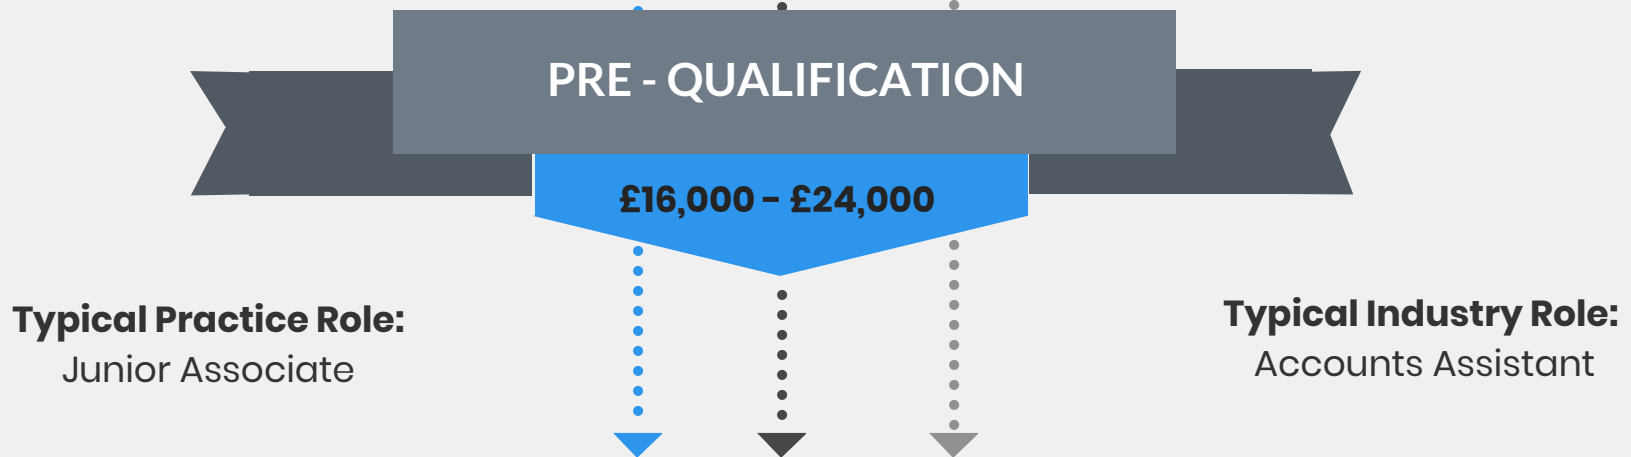 PRE - QUALIFICATION
£16,000 - £24,000
Typical Practice Role:
Junior Associate
Typical Industry Role:
Accounts Assistant